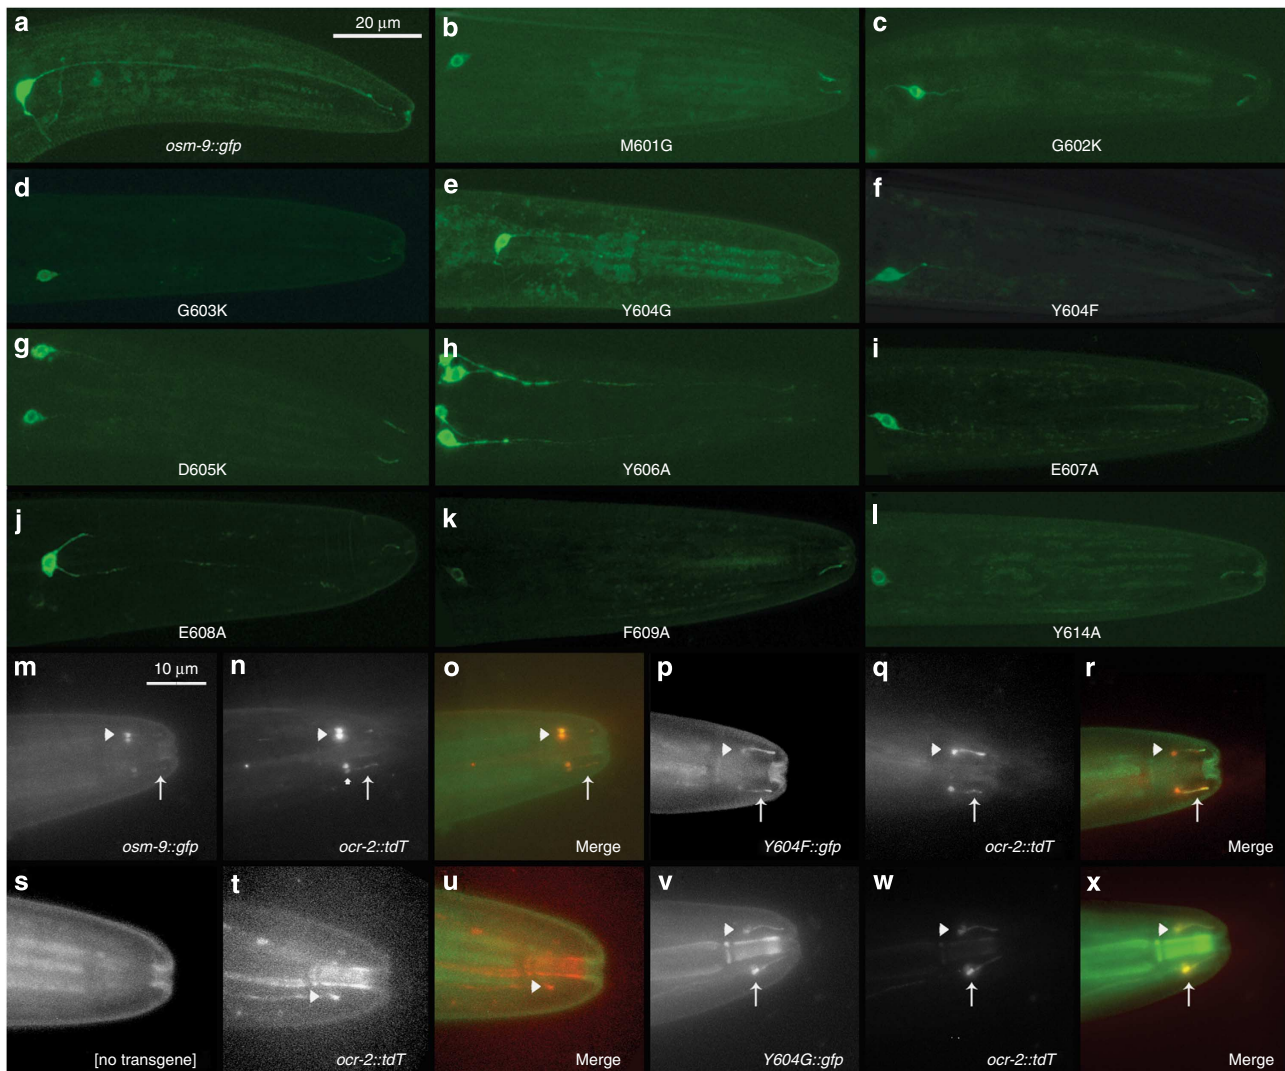 a
20 μm
osm-9::gfp
b
M601G
c
G602K
d
G603K
e
Y604G
f
Y604F
g
D605K
h
Y606A
i
E607A
j
E608A
k
F609A
l
Y614A
m
10 μm
osm-9::gfp
n
ocr-2::tdT
o
Merge
p
Y604F::gfp
q
ocr-2::tdT
r
Merge
s
[no transgene]
t
ocr-2::tdT
u
Merge
v
Y604G::gfp
w
ocr-2::tdT
x
Merge